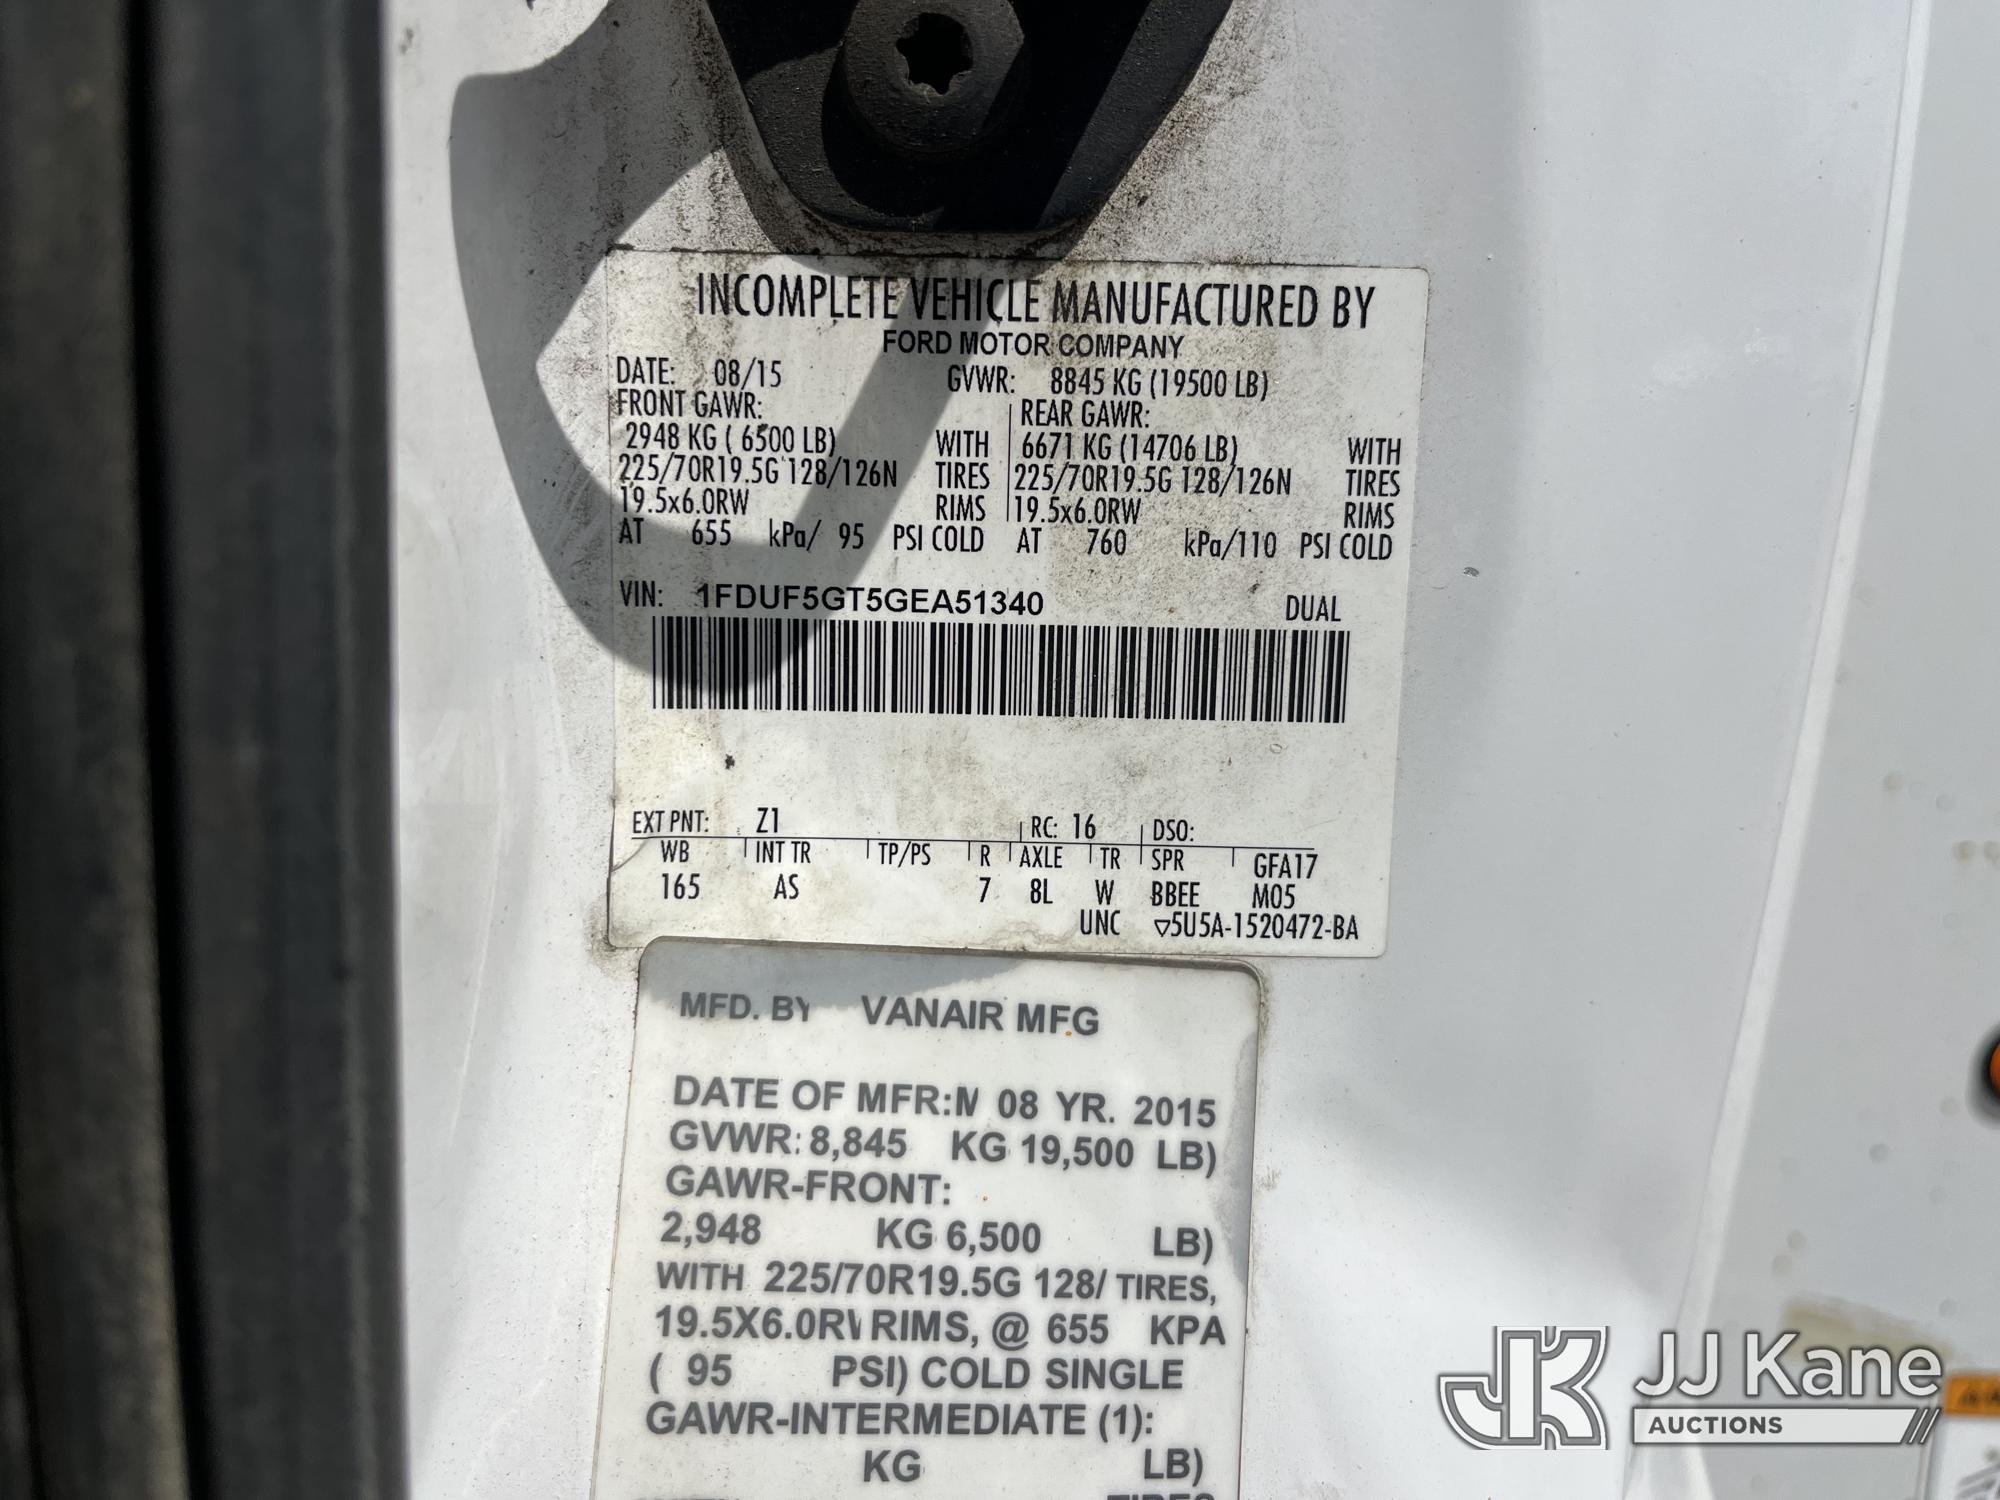 INCOMPLETE VEHICLE MANUFACTURED BY
FORD MOTOR COMPANY
DATE: 08/15 GVWR: 8845 KG (19500 LB)
FRONT GAWR: REAR GAWR:
2948 KG ( 6500 LB) WITH 6671 KG (14706 LB) WITH
225/70R19.5G 128/126N TIRES 225/70R19.5G 128/126N TIRES
19.5x6.0RW RIMS 19.5x6.0RW RIMS
AT 655 kPa/ 95 PSI COLD AT 760 kPa/110 PSI COLD
VIN: 1FDUF5GT5GEA51340 DUAL
EXT PNT: Z1 RC: 16 DSO:
WB INT TR TP/PS R AXLE TR SPR GFA17
165 AS 7 8L W BBEE M05
UNC ▽5U5A-1520472-BA
MFD. BY VANAIR MFG
DATE OF MFR:M 08 YR. 2015
GVWR: 8,845 KG 19,500 LB)
GAWR-FRONT:
2,948 KG 6,500 LB)
WITH 225/70R19.5G 128/ TIRES,
19.5X6.0RW RIMS, @ 655 KPA
( 95 PSI) COLD SINGLE
GAWR-INTERMEDIATE (1):
KG LB)
TIRES
JJ Kane
AUCTIONS